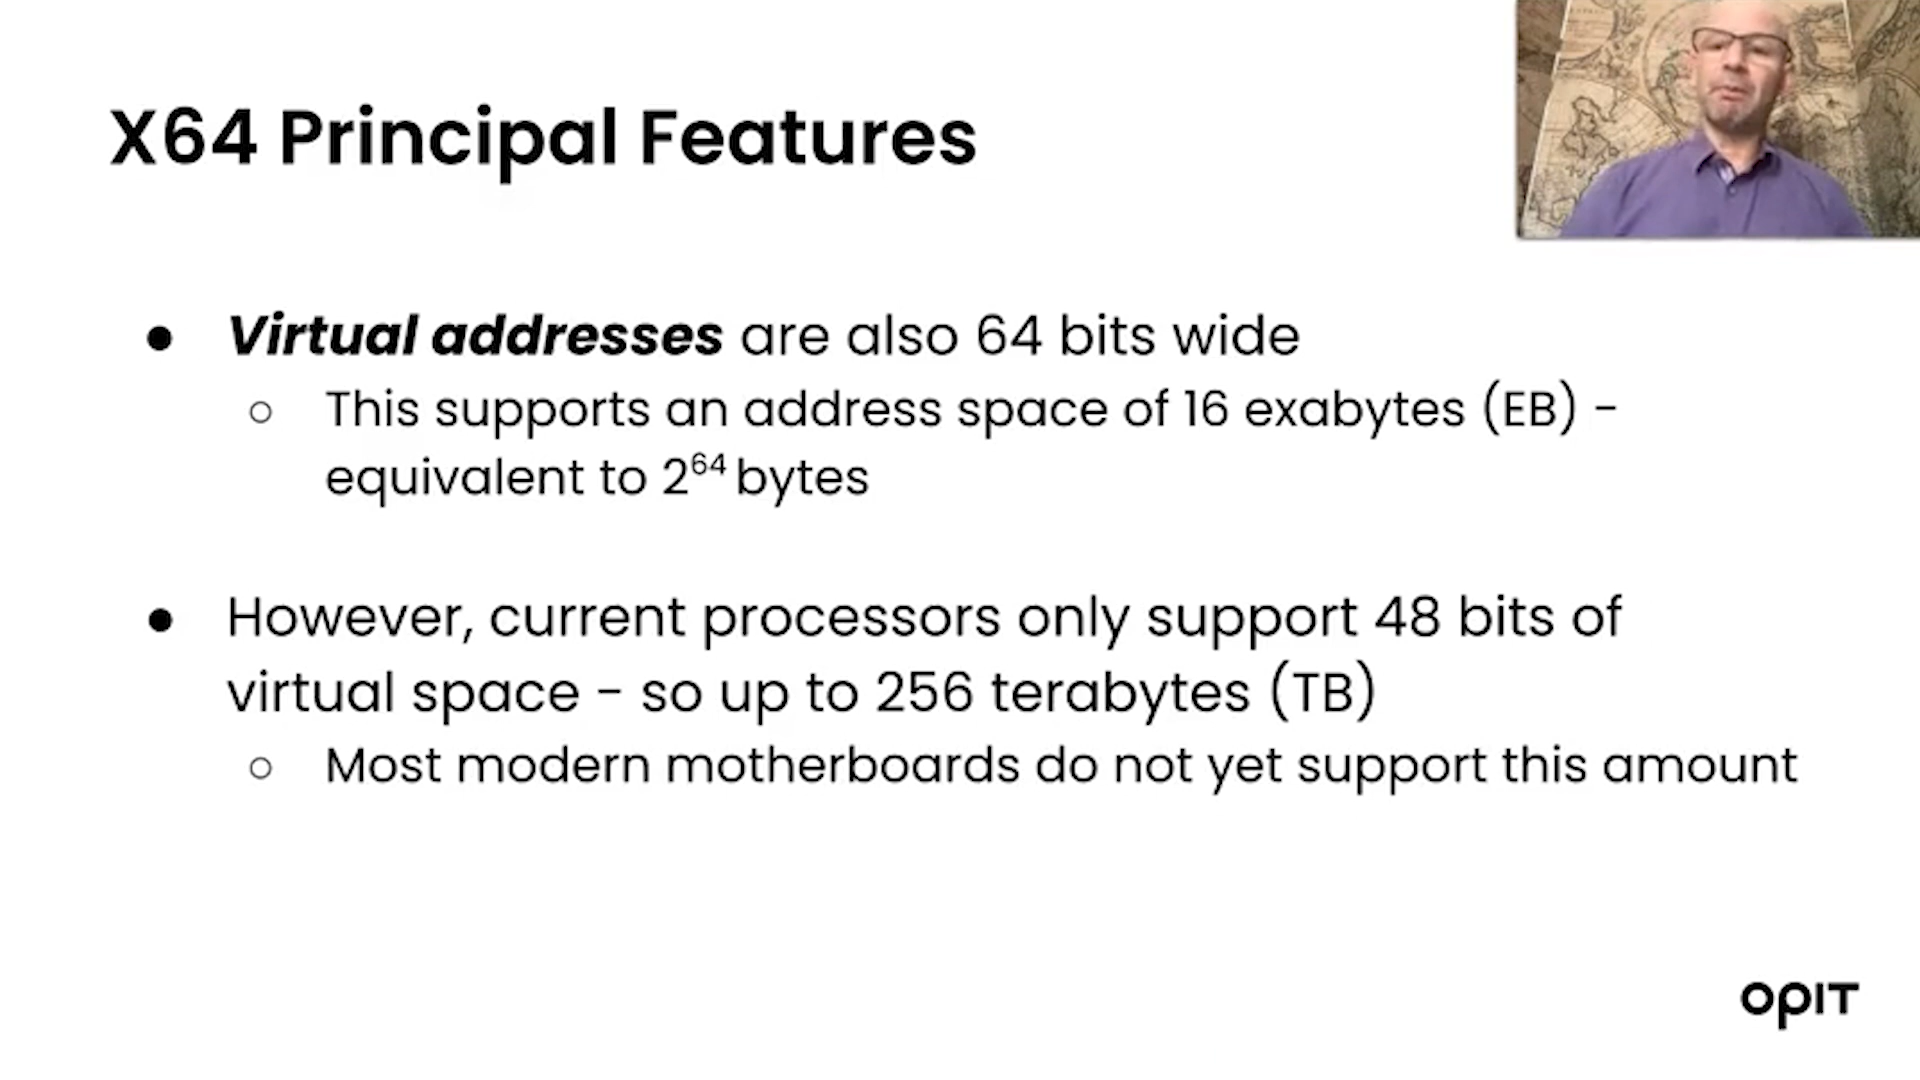 X64 Principal Features
● Virtual addresses are also 64 bits wide
○ This supports an address space of 16 exabytes (EB) -
equivalent to 2⁶⁴ bytes
● However, current processors only support 48 bits of
virtual space - so up to 256 terabytes (TB)
○ Most modern motherboards do not yet support this amount
opit